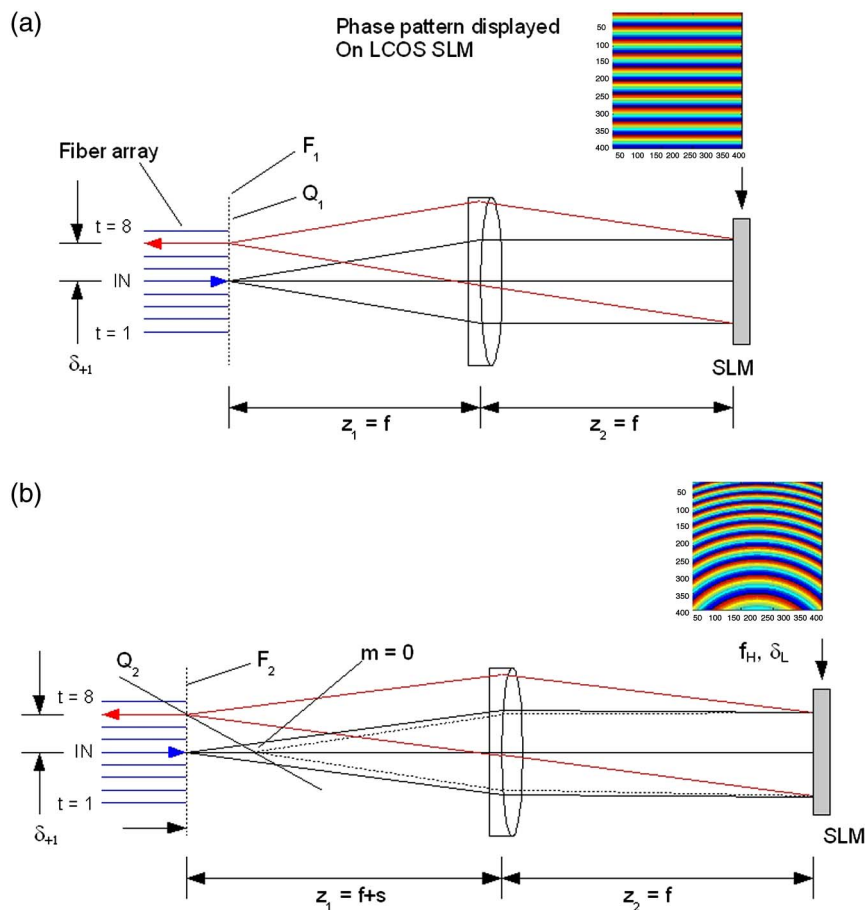 (a)
Phase pattern displayed
On LCOS SLM
50
100
150
200
250
300
350
400
50 100 150 200 250 300 350 400
Fiber array
F1
Q1
t = 8
IN
t = 1
δ+1
SLM
z1 = f
z2 = f
(b)
50
100
150
200
250
300
350
400
50 100 150 200 250 300 350 400
Q2
F2
m = 0
fH, δL
t = 8
IN
t = 1
δ+1
SLM
z1 = f+s
z2 = f